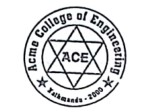 Acme College of Engineering
ACE
Kathmandu - 2000